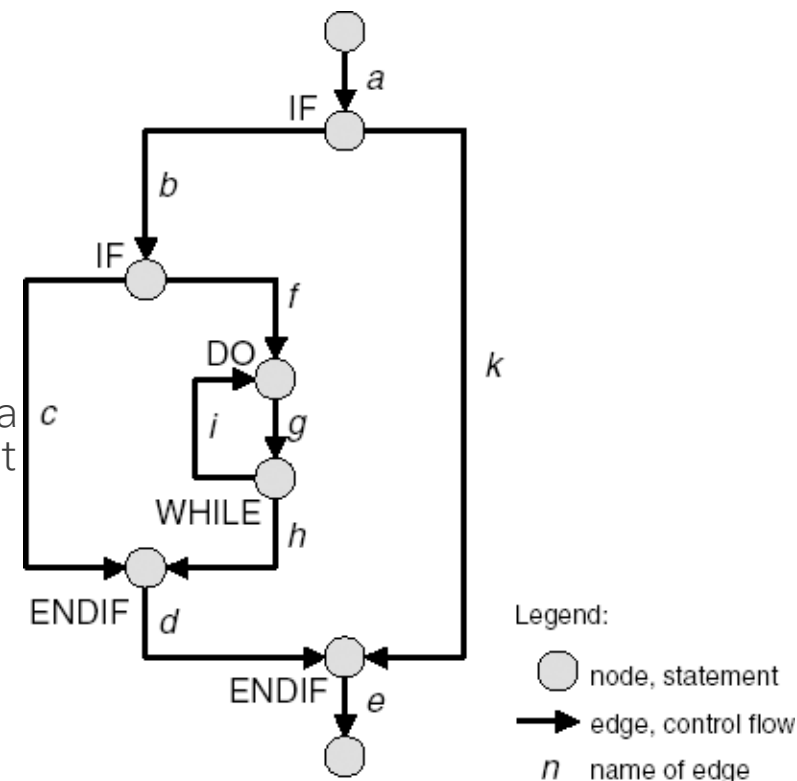 a
IF
b
IF
f
DO
k
a
c
i
g
t
WHILE
h
ENDIF
d
Legend:
node, statement
ENDIF
e
edge, control flow
n name of edge